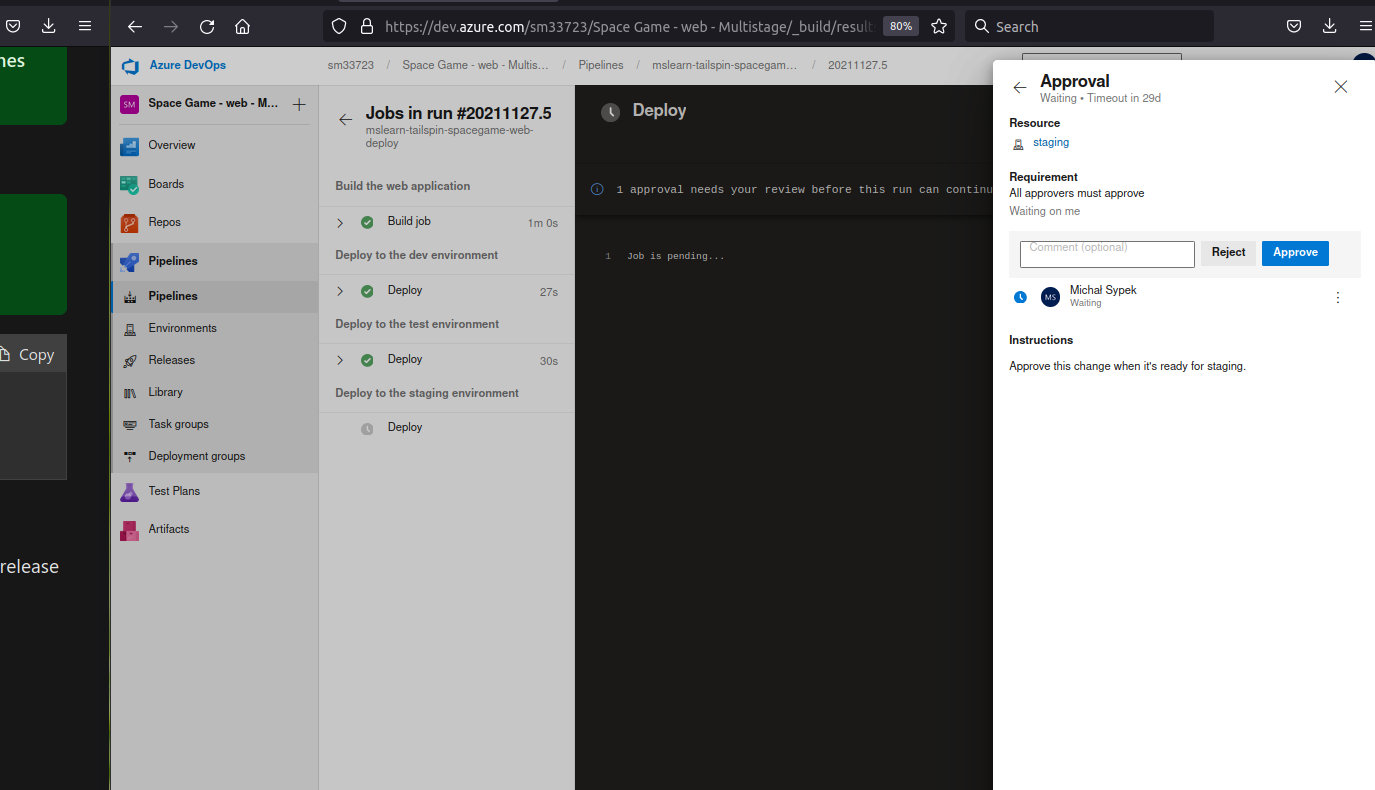 nes
Copy
release
https://dev.azure.com/sm33723/Space Game - web - Multistage/_build/result
80%
Search
Azure DevOps
sm33723 / Space Game - web - Multis... / Pipelines / mslearn-tailspin-spacegam... / 20211127.5
SM
Space Game - web - M...
Overview
Boards
Repos
Pipelines
Pipelines
Environments
Releases
Library
Task groups
Deployment groups
Test Plans
Artifacts
Jobs in run #20211127.5
mslearn-tailspin-spacegame-web-
deploy
Build the web application
Build job 1m 0s
Deploy to the dev environment
Deploy 27s
Deploy to the test environment
Deploy 30s
Deploy to the staging environment
Deploy
Deploy
1 approval needs your review before this run can continu
1 Job is pending...
Approval
Waiting • Timeout in 29d
Resource
staging
Requirement
All approvers must approve
Waiting on me
Comment (optional)
Reject
Approve
MS
Michał Sypek
Waiting
Instructions
Approve this change when it's ready for staging.